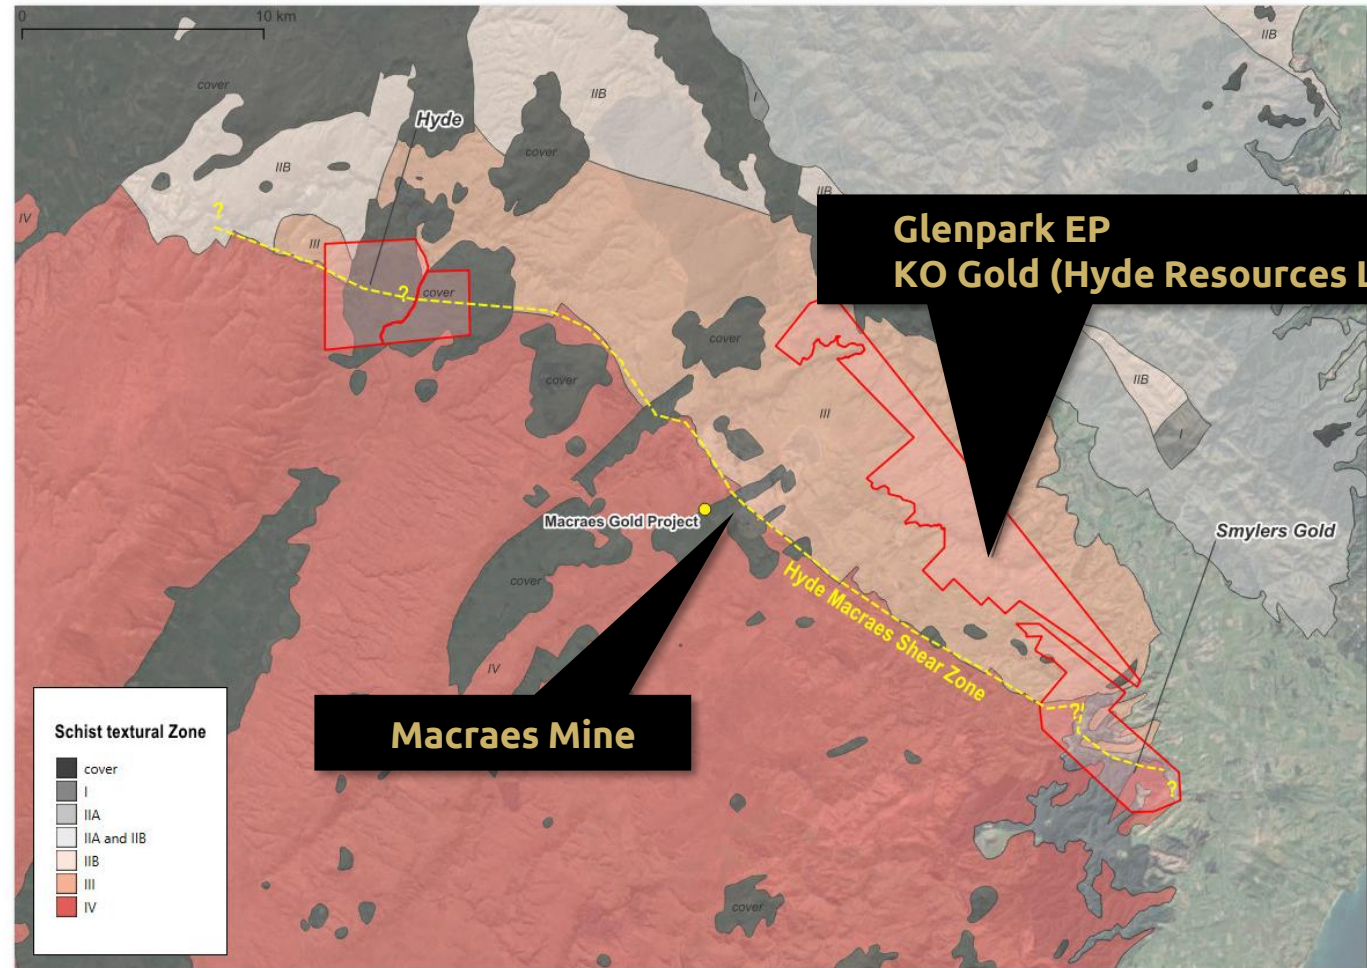 0 10 km
IIB
I
cover
IIB
Hyde
cover
IIB
IIB
IV
?
III
Glenpark EP
KO Gold (Hyde Resources L
? cover
cover
cover
IIB
III
I
Macraes Gold Project
Smylers Gold
cover
Hyde Macraes Shear Zone
IV
Macraes Mine
?
?
cover
Schist textural Zone
cover
I
IIA
IIA and IIB
IIB
III
IV